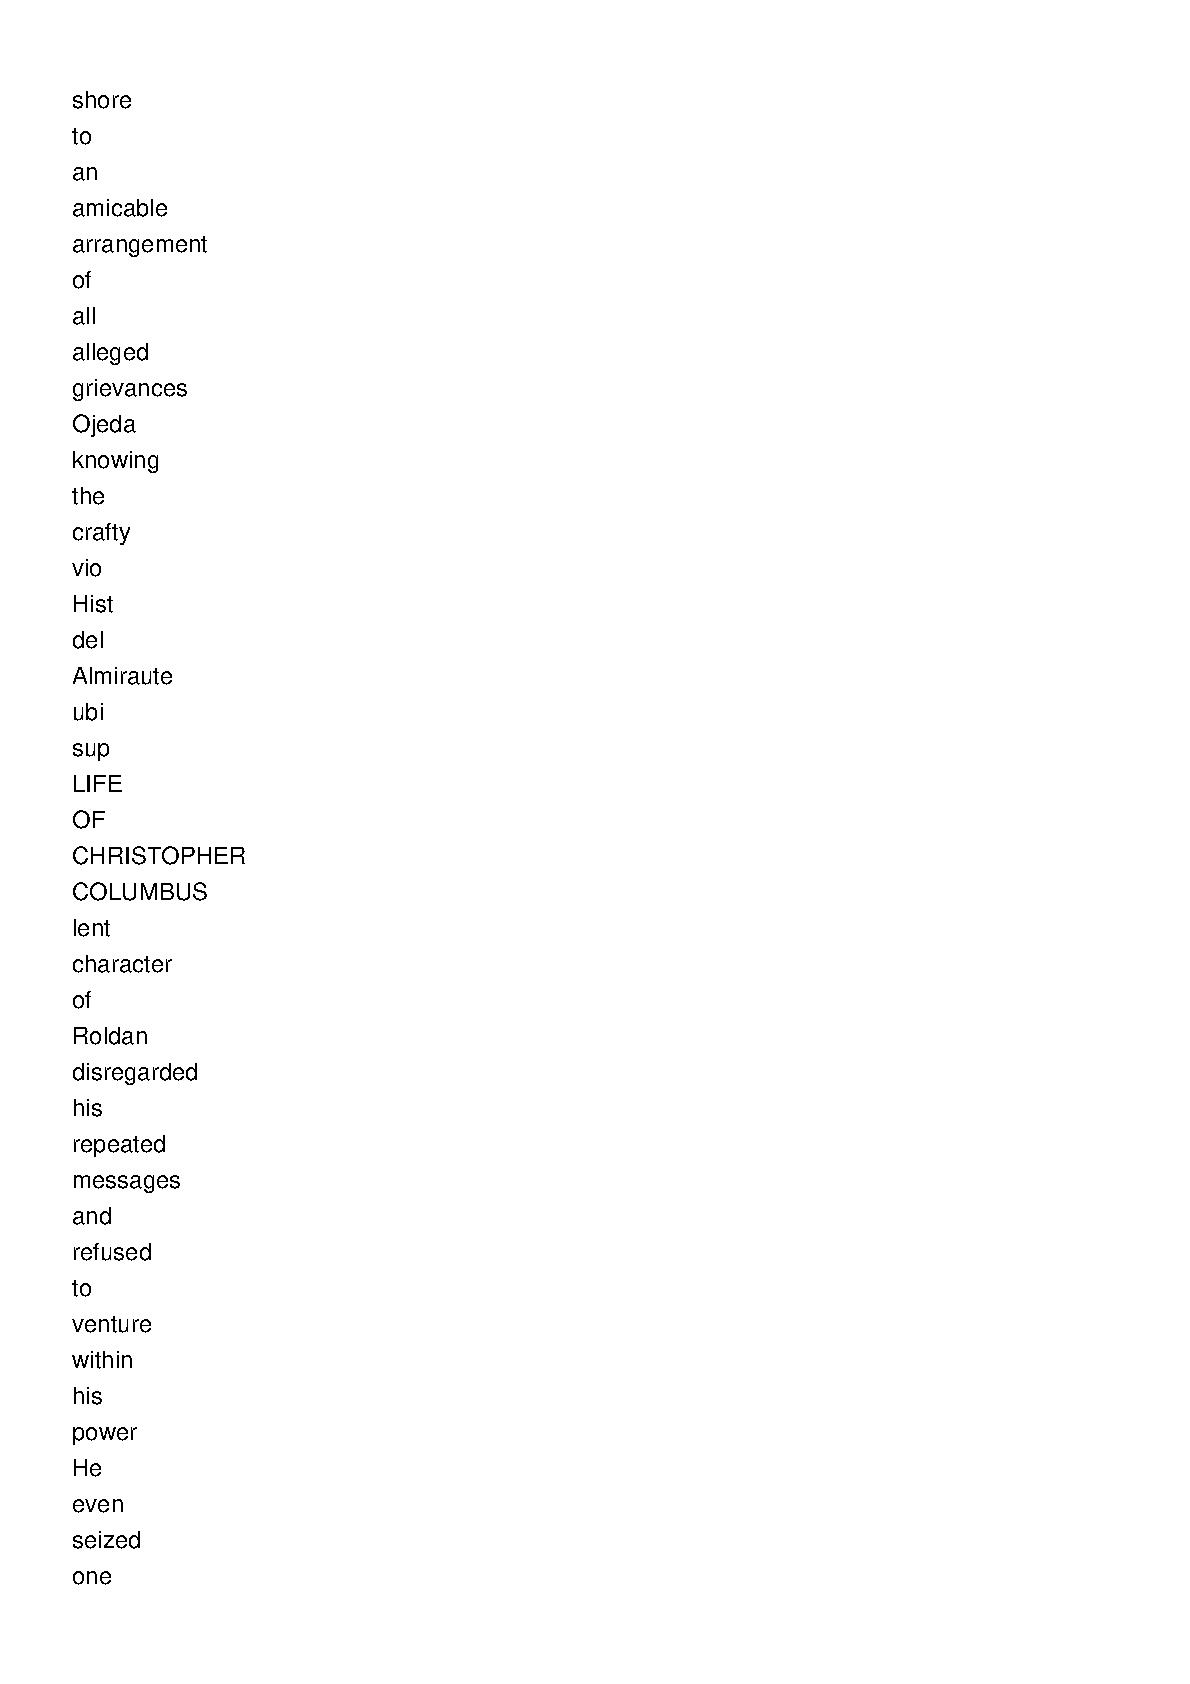 shore
to
an
amicable
arrangement
of
all
alleged
grievances
Ojeda
knowing
the
crafty
vio
Hist
del
Almiraute
ubi
sup
LIFE
OF
CHRISTOPHER
COLUMBUS
lent
character
of
Roldan
disregarded
his
repeated
messages
and
refused
to
venture
within
his
power
He
even
seized
one